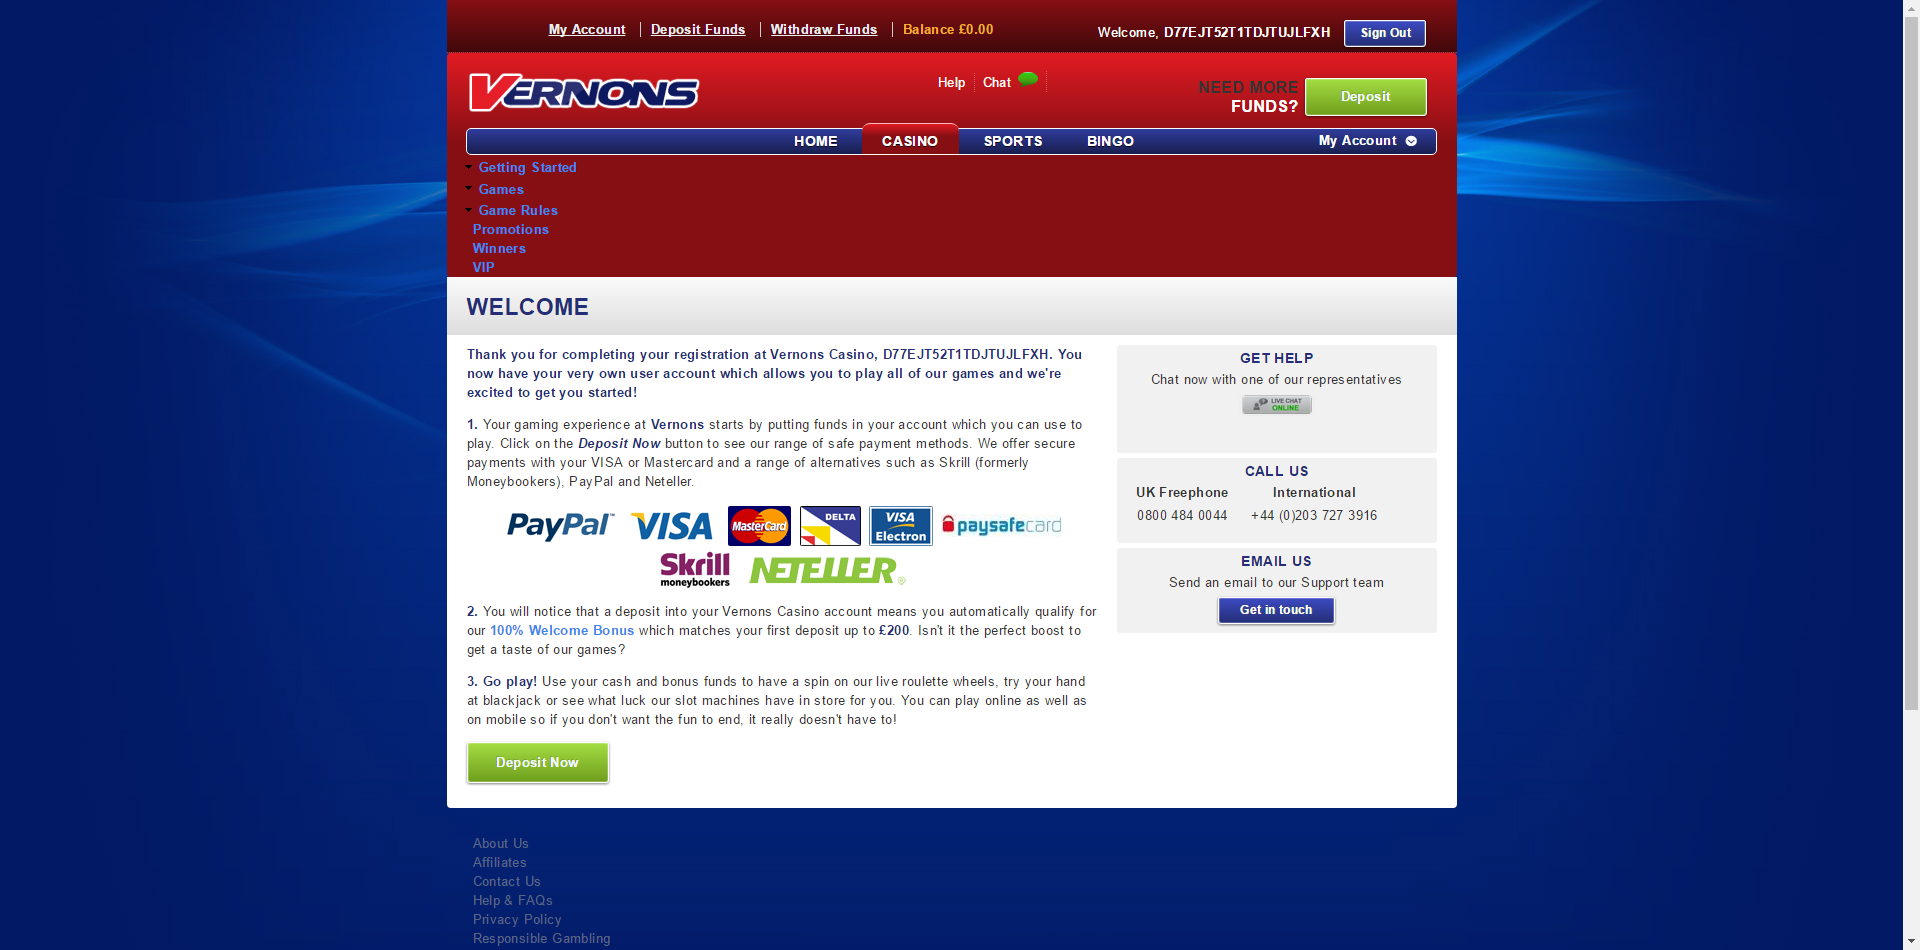 My Account Deposit Funds Withdraw Funds Balance £0.00
Welcome, D77EJT52T1TDJTUJLFXH Sign Out
VERNONS
Help Chat
NEED MORE
FUNDS?
Deposit
HOME CASINO SPORTS BINGO My Account
Getting Started
Games
Game Rules
Promotions
Winners
VIP
WELCOME
Thank you for completing your registration at Vernons Casino, D77EJT52T1TDJTUJLFXH. You
now have your very own user account which allows you to play all of our games and we're
excited to get you started!
1. Your gaming experience at Vernons starts by putting funds in your account which you can use to
play. Click on the Deposit Now button to see our range of safe payment methods. We offer secure
payments with your VISA or Mastercard and a range of alternatives such as Skrill (formerly
Moneybookers), PayPal and Neteller.
PayPal™ VISA MasterCard DELTA VISA Electron paysafecard
Skrill moneybookers NETELLER®
2. You will notice that a deposit into your Vernons Casino account means you automatically qualify for
our 100% Welcome Bonus which matches your first deposit up to £200. Isn't it the perfect boost to
get a taste of our games?
3. Go play! Use your cash and bonus funds to have a spin on our live roulette wheels, try your hand
at blackjack or see what luck our slot machines have in store for you. You can play online as well as
on mobile so if you don't want the fun to end, it really doesn't have to!
Deposit Now
GET HELP
Chat now with one of our representatives
LIVE CHAT
ONLINE
CALL US
UK Freephone International
0800 484 0044 +44 (0)203 727 3916
EMAIL US
Send an email to our Support team
Get in touch
About Us
Affiliates
Contact Us
Help & FAQs
Privacy Policy
Responsible Gambling